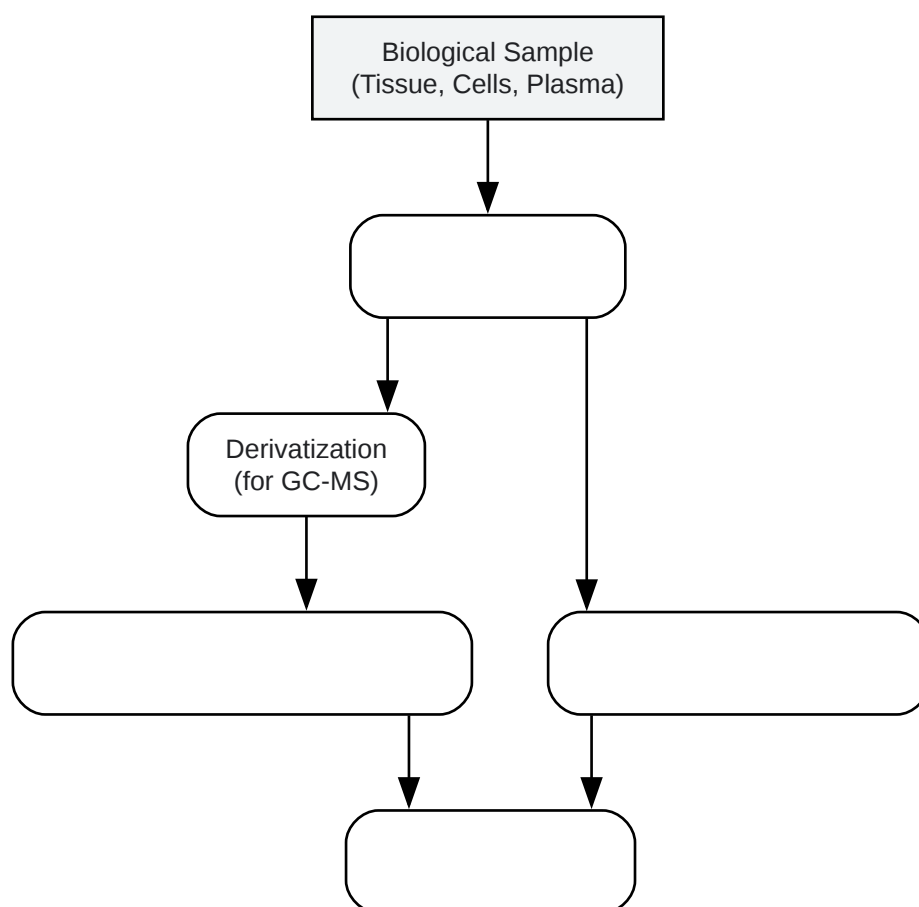 Biological Sample
(Tissue, Cells, Plasma)
Derivatization
(for GC-MS)